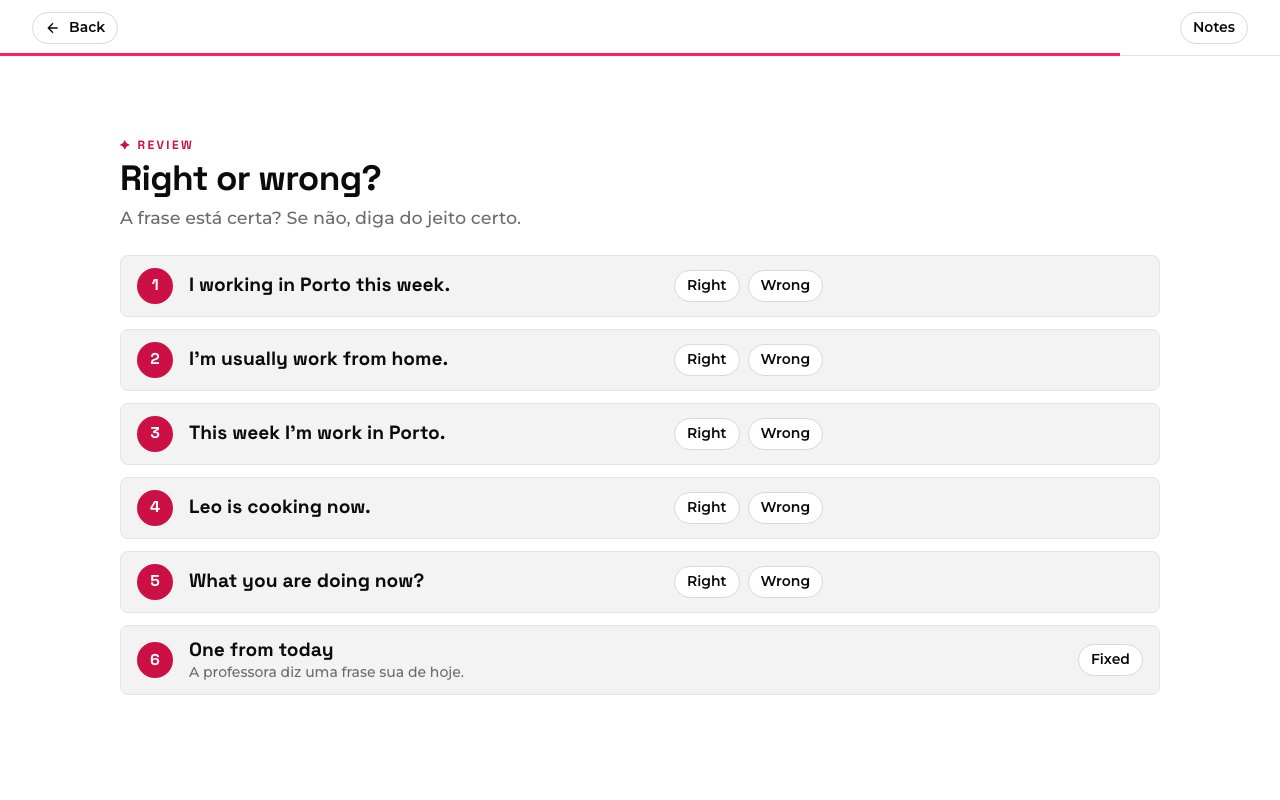 Back
Notes
REVIEW
Right or wrong?
A frase está certa? Se não, diga do jeito certo.
1 I working in Porto this week. Right Wrong
2 I'm usually work from home. Right Wrong
3 This week I'm work in Porto. Right Wrong
4 Leo is cooking now. Right Wrong
5 What you are doing now? Right Wrong
6 One from today
A professora diz uma frase sua de hoje.
Fixed